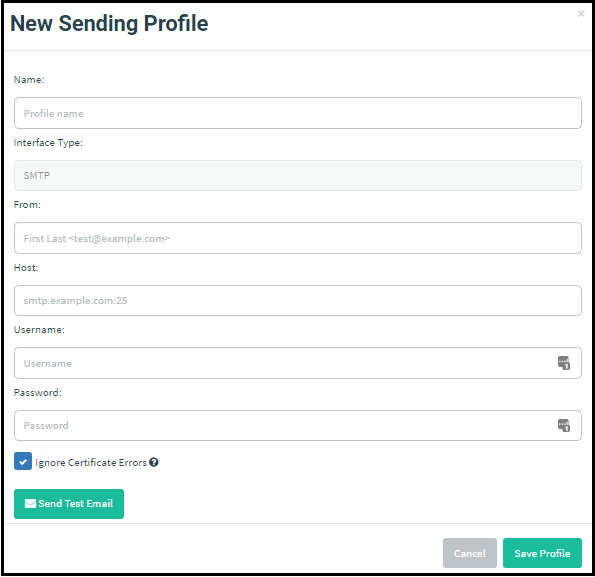 New Sending Profile
×
Name:
Profile name
Interface Type:
SMTP
From:
First Last <test@example.com>
Host:
smtp.example.com:25
Username:
Username
Password:
Password
Ignore Certificate Errors ?
Send Test Email
Cancel Save Profile